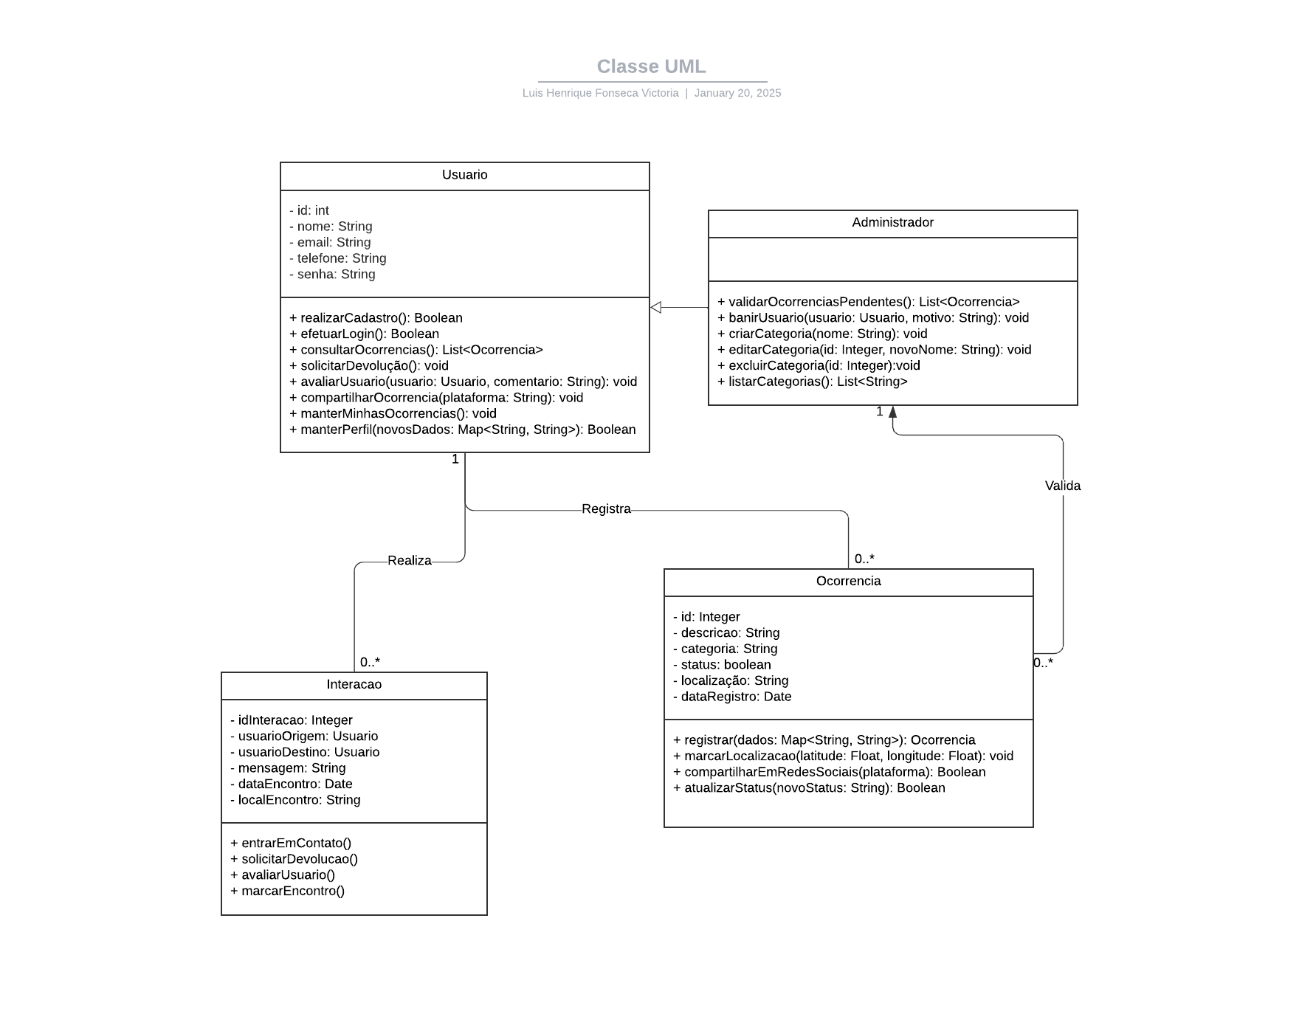 Classe UML
Luis Henrique Fonseca Victoria | January 20, 2025
Usuario
- id: int
- nome: String
- email: String
- telefone: String
- senha: String
+ realizarCadastro(): Boolean
+ efetuarLogin(): Boolean
+ consultarOcorrencias(): List<Ocorrencia>
+ solicitarDevolução(): void
+ avaliarUsuario(usuario: Usuario, comentario: String): void
+ compartilharOcorrencia(plataforma: String): void
+ manterMinhasOcorrencias(): void
+ manterPerfil(novosDados: Map<String, String>): Boolean
Administrador
+ validarOcorrenciasPendentes(): List<Ocorrencia>
+ banirUsuario(usuario: Usuario, motivo: String): void
+ criarCategoria(nome: String): void
+ editarCategoria(id: Integer, novoNome: String): void
+ excluirCategoria(id: Integer):void
+ listarCategorias(): List<String>
1
1
Valida
Registra
Realiza
0..*
0..*
0..*
Ocorrencia
- id: Integer
- descricao: String
- categoria: String
- status: boolean
- localização: String
- dataRegistro: Date
+ registrar(dados: Map<String, String>): Ocorrencia
+ marcarLocalizacao(latitude: Float, longitude: Float): void
+ compartilharEmRedesSociais(plataforma): Boolean
+ atualizarStatus(novoStatus: String): Boolean
Interacao
- idInteracao: Integer
- usuarioOrigem: Usuario
- usuarioDestino: Usuario
- mensagem: String
- dataEncontro: Date
- localEncontro: String
+ entrarEmContato()
+ solicitarDevolucao()
+ avaliarUsuario()
+ marcarEncontro()